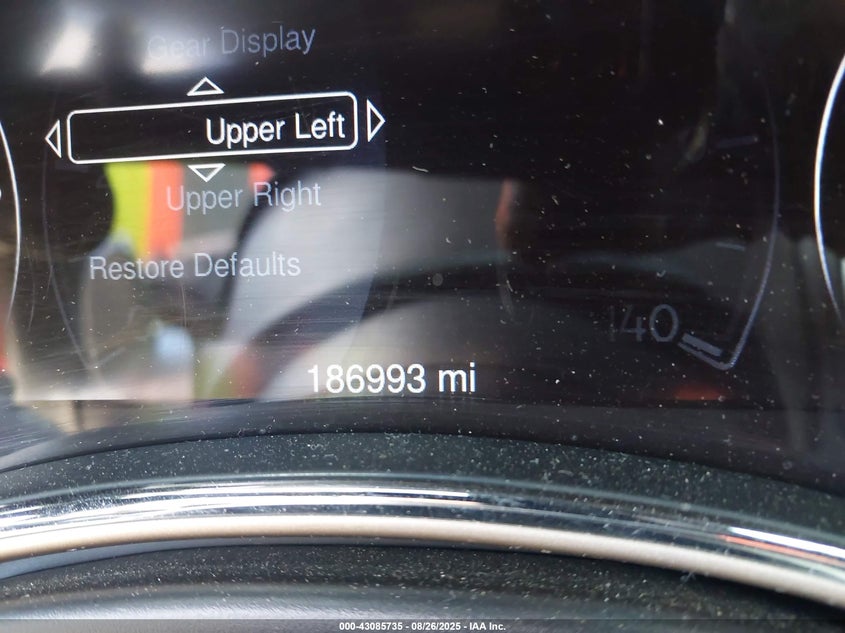 Gear Display
Upper Left
Upper Right
Restore Defaults
140
186993 mi
000-43085735 - 08/26/2025 - IAA Inc.